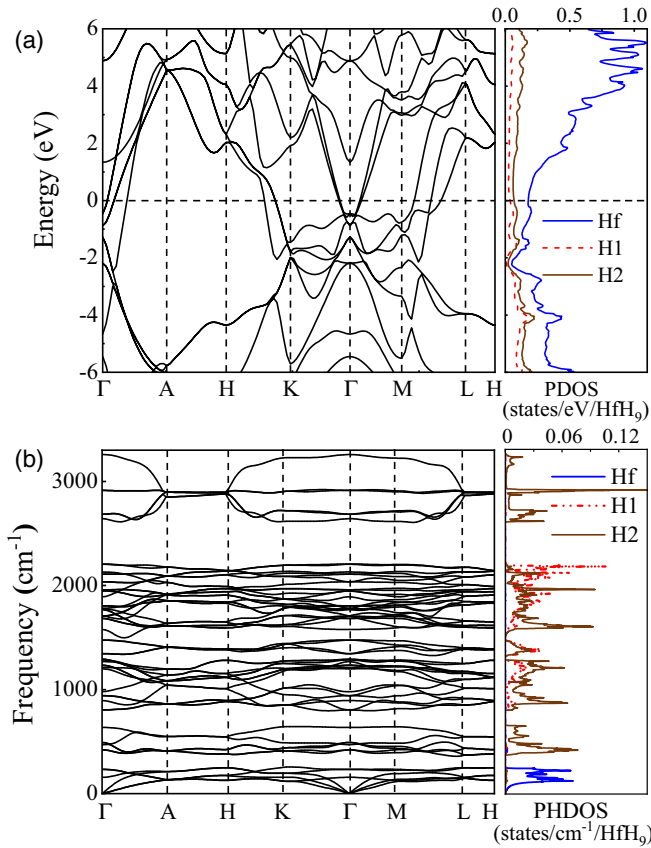 (a)
0.0 0.5 1.0
6
4
2
0
-2
-4
-6
Energy (eV)
Hf
H1
H2
Γ A H K Γ M L H
PDOS
(states/eV/HfH₉)
(b)
0 0.06 0.12
3000
2000
1000
0
Frequency (cm⁻¹)
Hf
H1
H2
Γ A H K Γ M L H
PHDOS
(states/cm⁻¹/HfH₉)